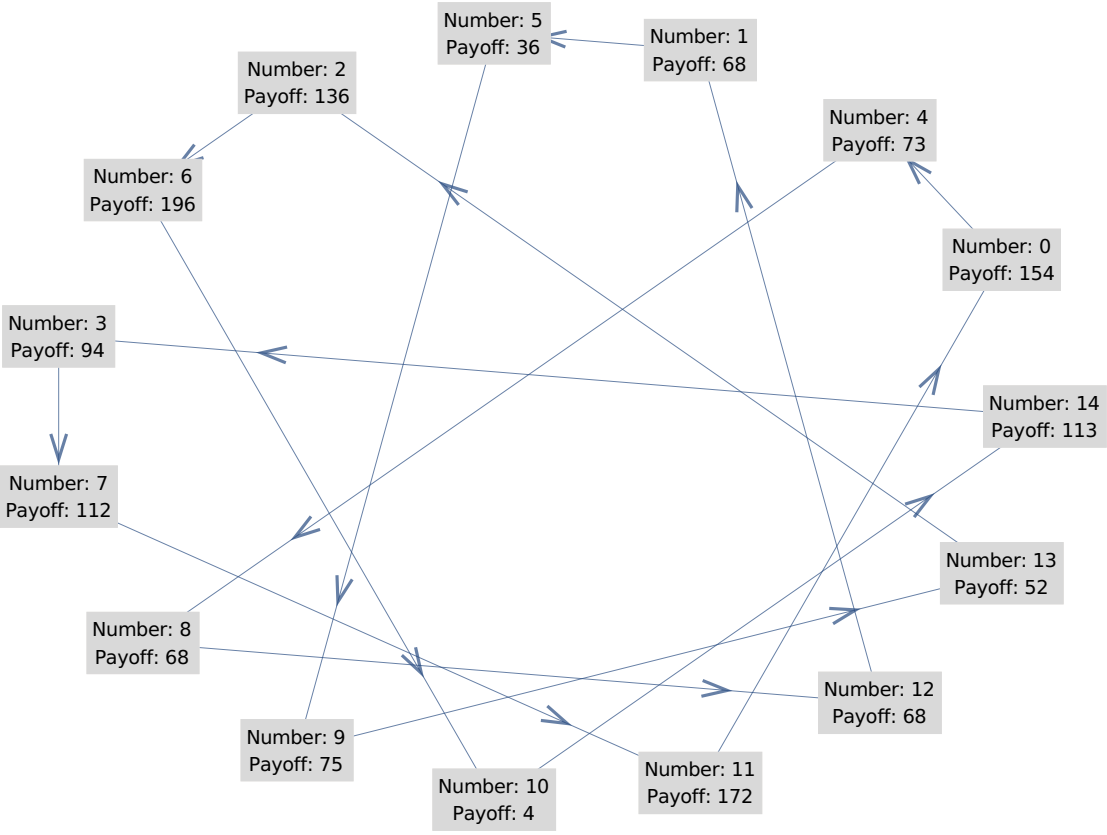 Number: 5
Payoff: 36
Number: 1
Payoff: 68
Number: 2
Payoff: 136
Number: 4
Payoff: 73
Number: 6
Payoff: 196
Number: 0
Payoff: 154
Number: 3
Payoff: 94
Number: 14
Payoff: 113
Number: 7
Payoff: 112
Number: 13
Payoff: 52
Number: 8
Payoff: 68
Number: 12
Payoff: 68
Number: 9
Payoff: 75
Number: 11
Payoff: 172
Number: 10
Payoff: 4